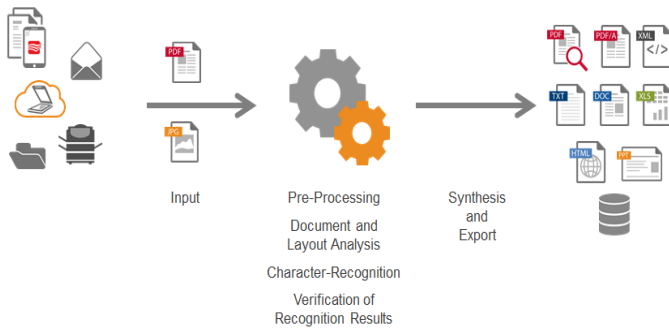 PDF
JPG
Input
Pre-Processing
Document and
Layout Analysis
Character-Recognition
Verification of
Recognition Results
Synthesis
and
Export
PDF
PDF/A
XML
</>
TXT
DOC
XLS
HTML
PPT